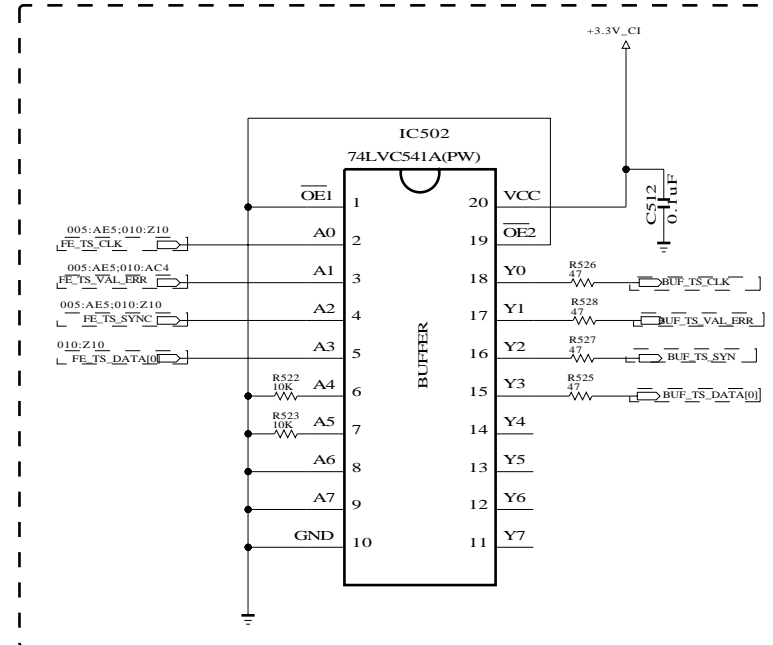 +3.3V_CI
IC502
74LVC541A(PW)
OE1 1 20 VCC
C512
0.1uF
005:AE5;010:Z10
FE_TS_CLK
A0 2 19 OE2
005:AE5;010:AC4
FE_TS_VAL_ERR
A1 3 18 Y0
R526
47
BUF_TS_CLK
005:AE5;010:Z10
FE_TS_SYNC
A2 4 17 Y1
R528
47
BUF_TS_VAL_ERR
010:Z10
FE_TS_DATA[0]
A3 5 16 Y2
R527
47
BUF_TS_SYN
BUFFER
R522
10K
A4 6 15 Y3
R525
47
BUF_TS_DATA[0]
R523
10K
A5 7 14 Y4
A6 8 13 Y5
A7 9 12 Y6
GND 10 11 Y7